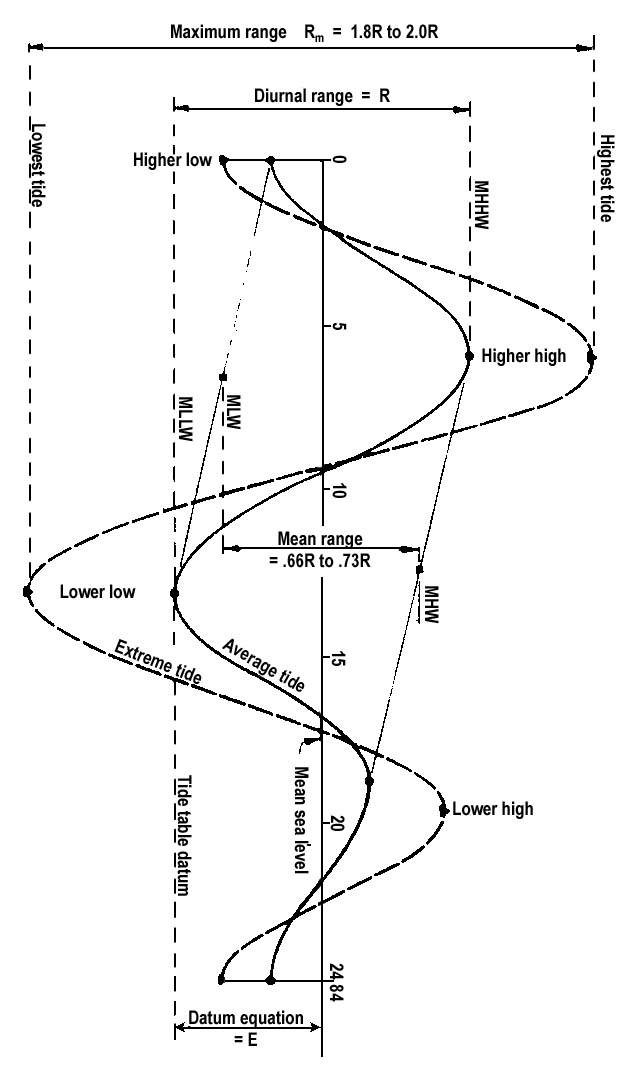 Maximum range Rm = 1.8R to 2.0R
Diurnal range = R
Lowest tide
Highest tide
Higher low
0
MHHW
5
Higher high
MLW
MLLW
10
Mean range
= .66R to .73R
MHW
Lower low
Extreme tide
Average tide
15
Mean sea level
Tide table datum
Lower high
20
24.84
Datum equation
= E